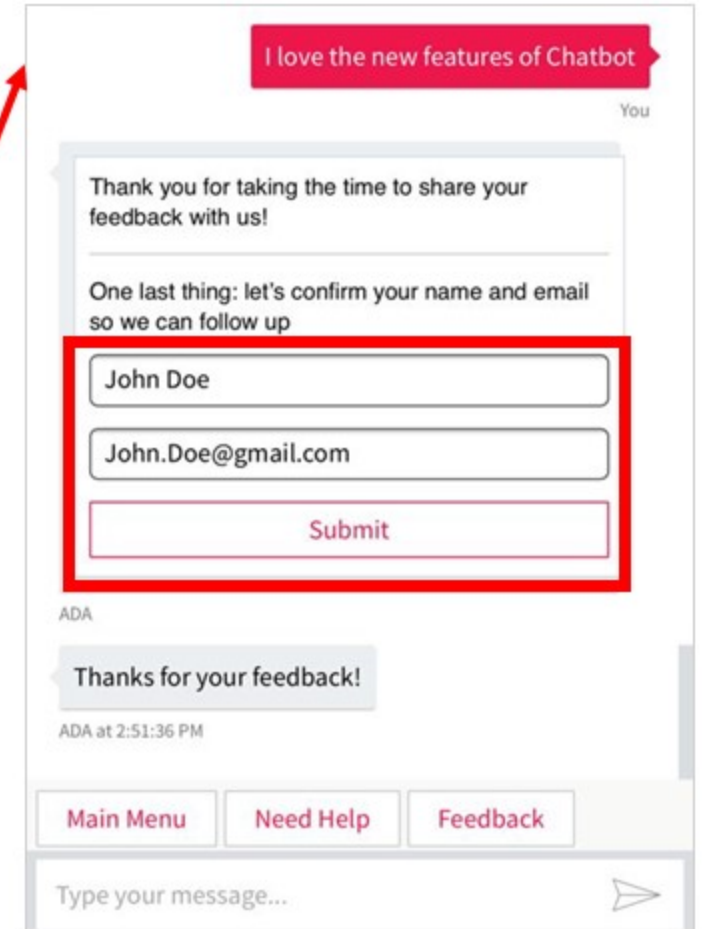 I love the new features of Chatbot
You
Thank you for taking the time to share your
feedback with us!
One last thing: let's confirm your name and email
so we can follow up
John Doe
John.Doe@gmail.com
Submit
ADA
Thanks for your feedback!
ADA at 2:51:36 PM
Main Menu
Need Help
Feedback
Type your message...